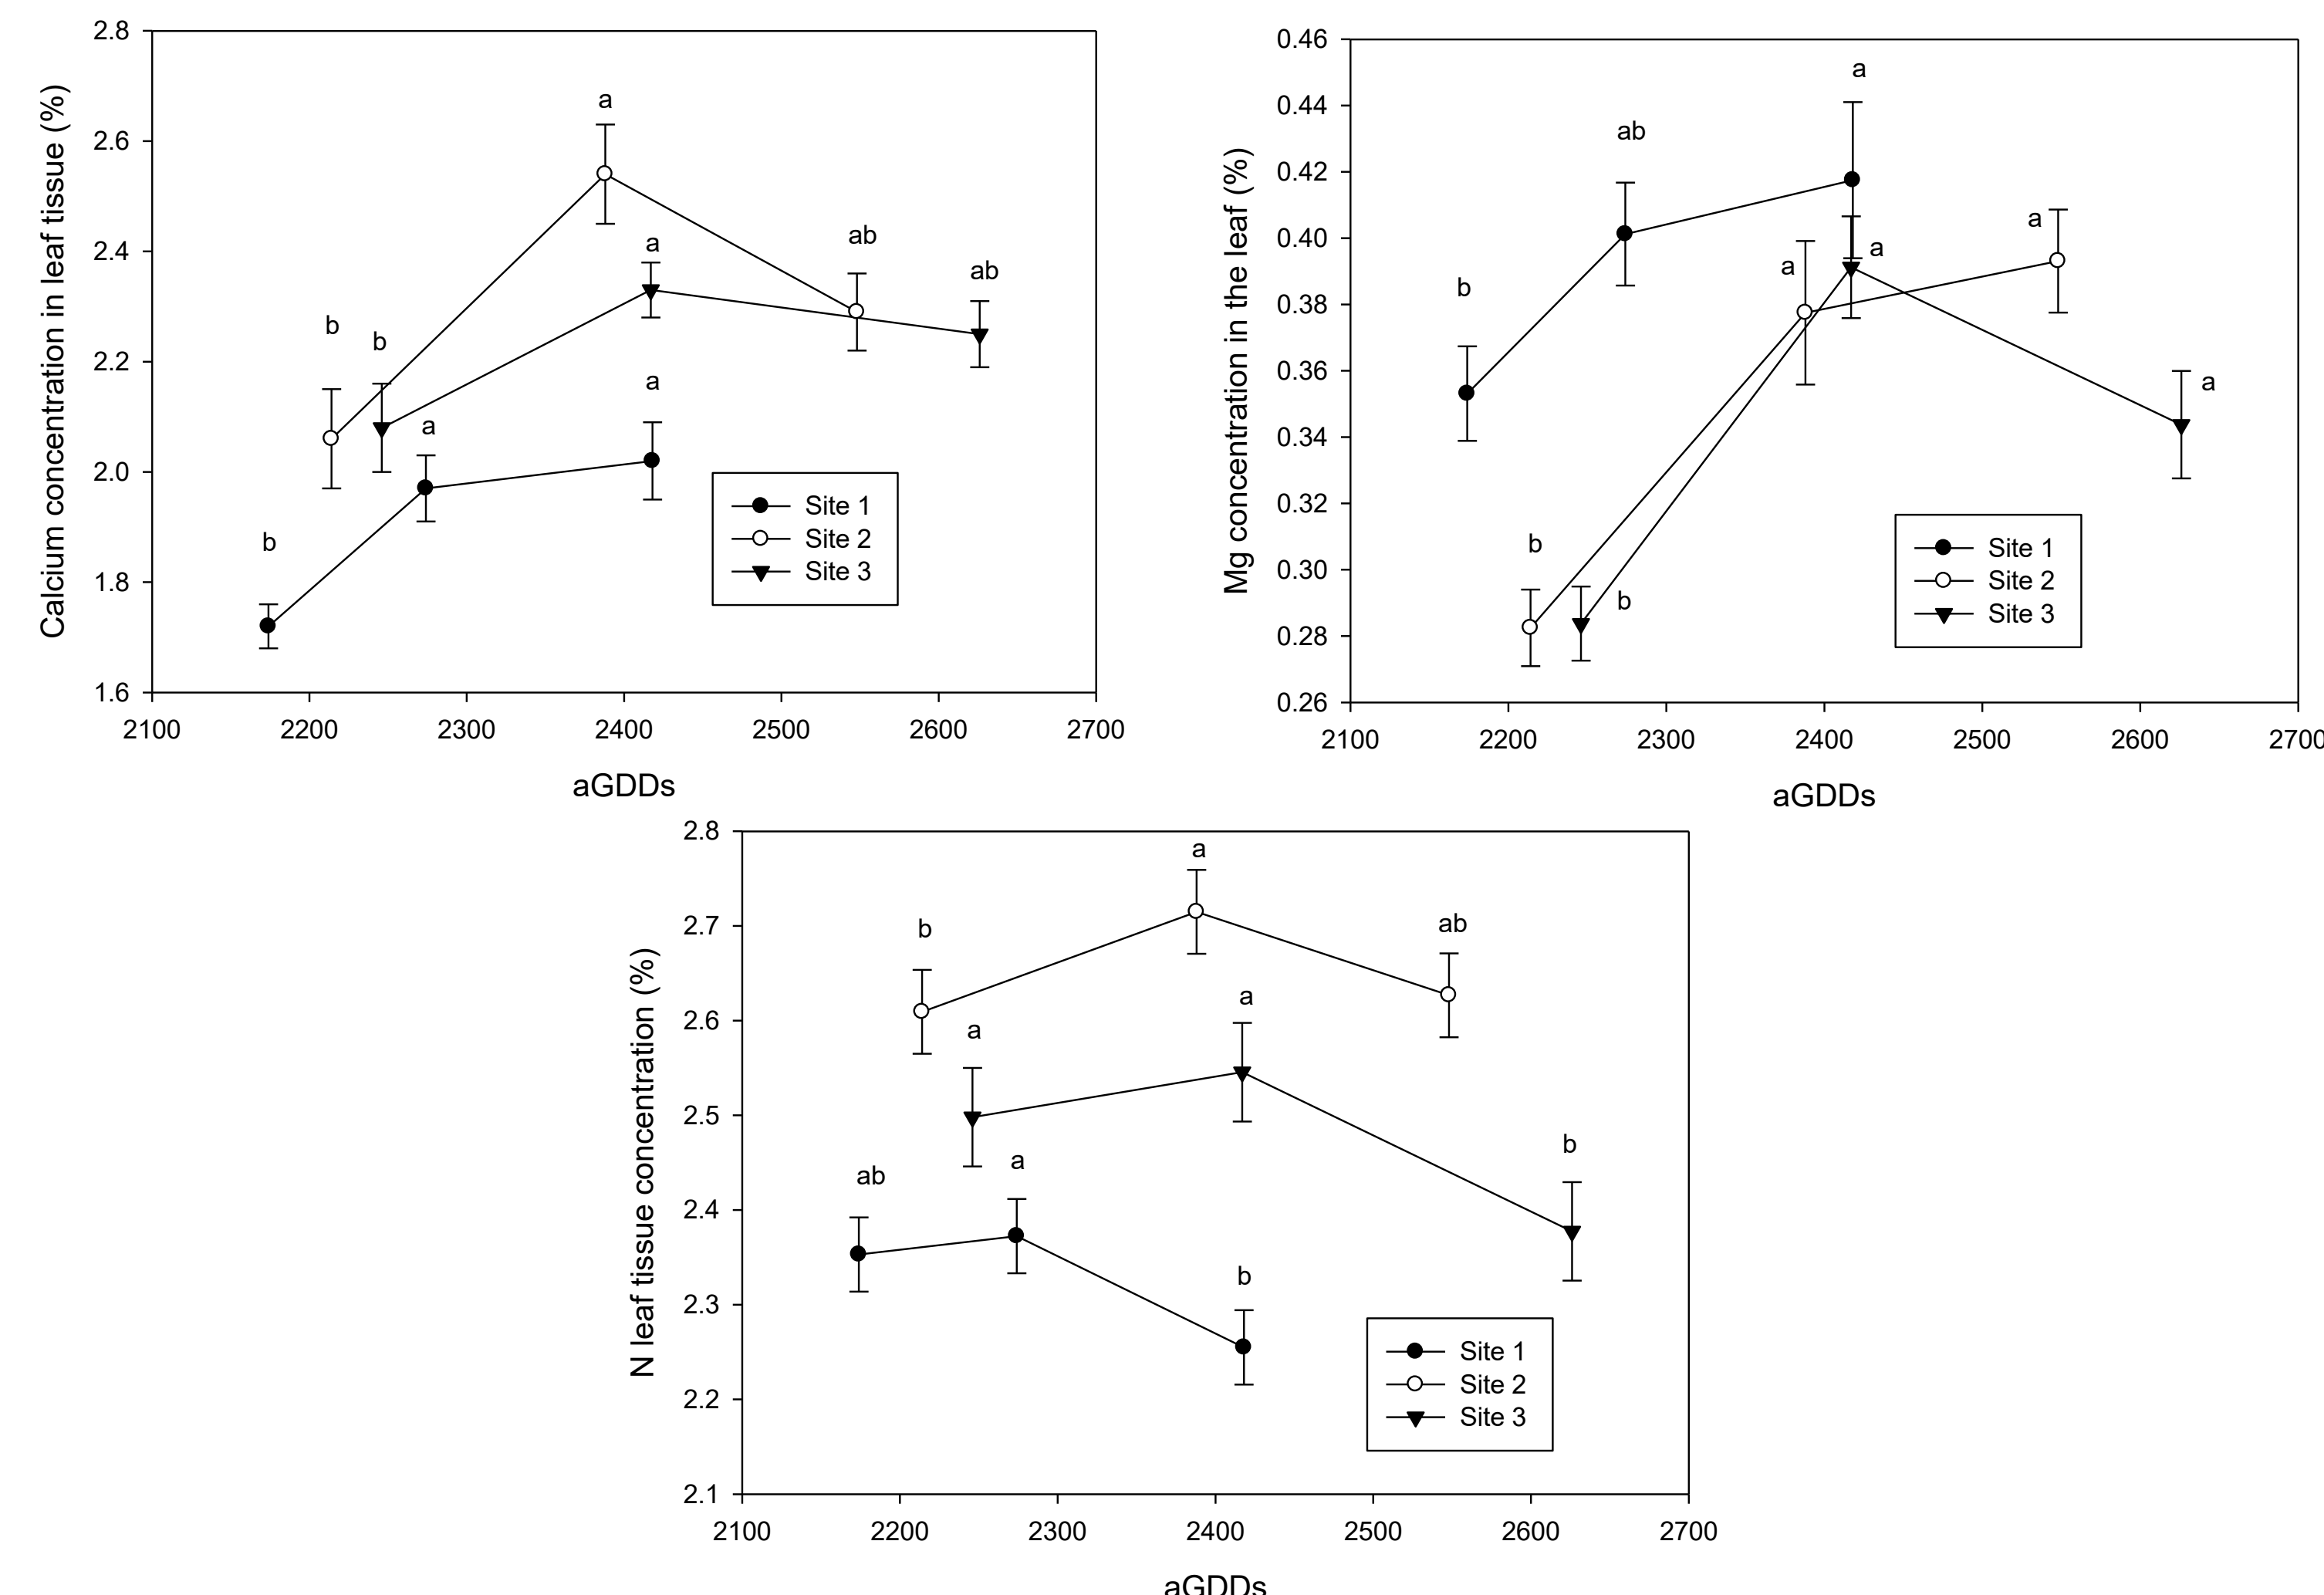 Calcium concentration in leaf tissue (%)
2.8
2.6
2.4
2.2
2.0
1.8
1.6
a
a
ab
ab
b
b
a
a
b
Site 1
Site 2
Site 3
2100 2200 2300 2400 2500 2600 2700
aGDDs
Mg concentration in the leaf (%)
0.46
0.44
0.42
0.40
0.38
0.36
0.34
0.32
0.30
0.28
0.26
a
ab
a
a
a
b
a
b
b
Site 1
Site 2
Site 3
2100 2200 2300 2400 2500 2600 2700
aGDDs
N leaf tissue concentration (%)
2.8
2.7
2.6
2.5
2.4
2.3
2.2
2.1
a
b
ab
a
a
b
a
ab
b
Site 1
Site 2
Site 3
2100 2200 2300 2400 2500 2600 2700
aGDDs